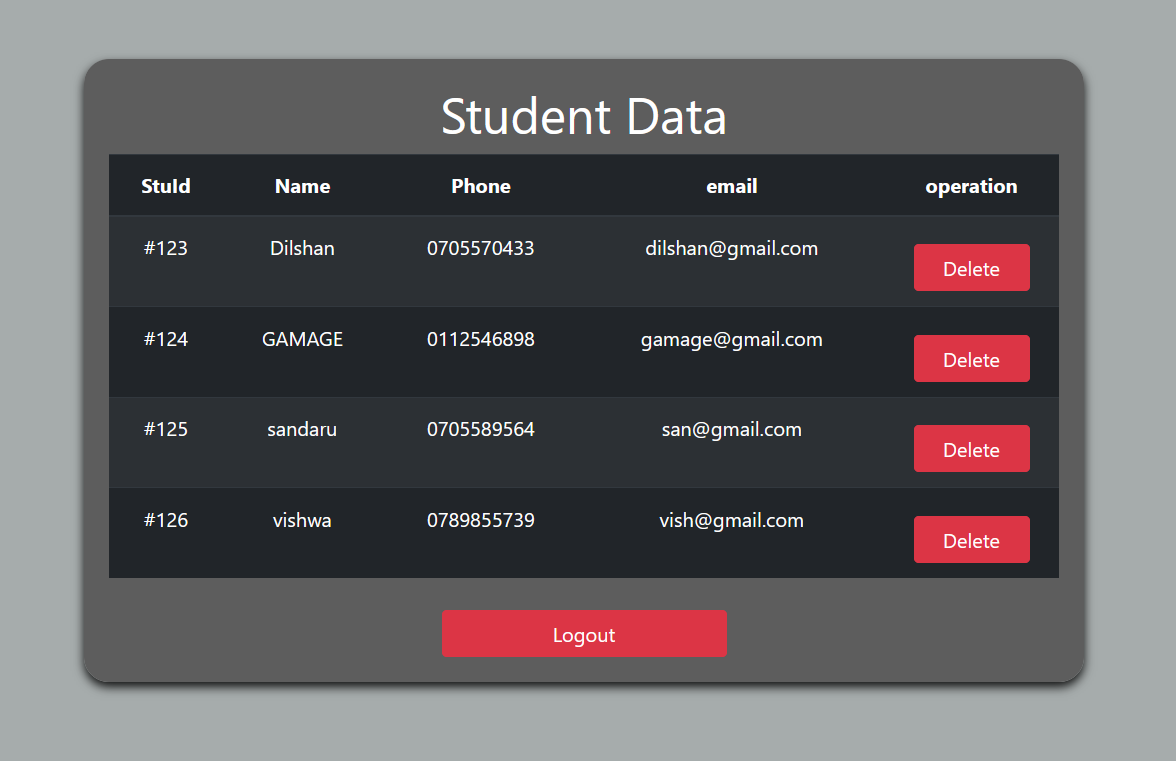 Student Data
StuId Name Phone email operation
#123 Dilshan 0705570433 dilshan@gmail.com Delete
#124 GAMAGE 0112546898 gamage@gmail.com Delete
#125 sandaru 0705589564 san@gmail.com Delete
#126 vishwa 0789855739 vish@gmail.com Delete
Logout